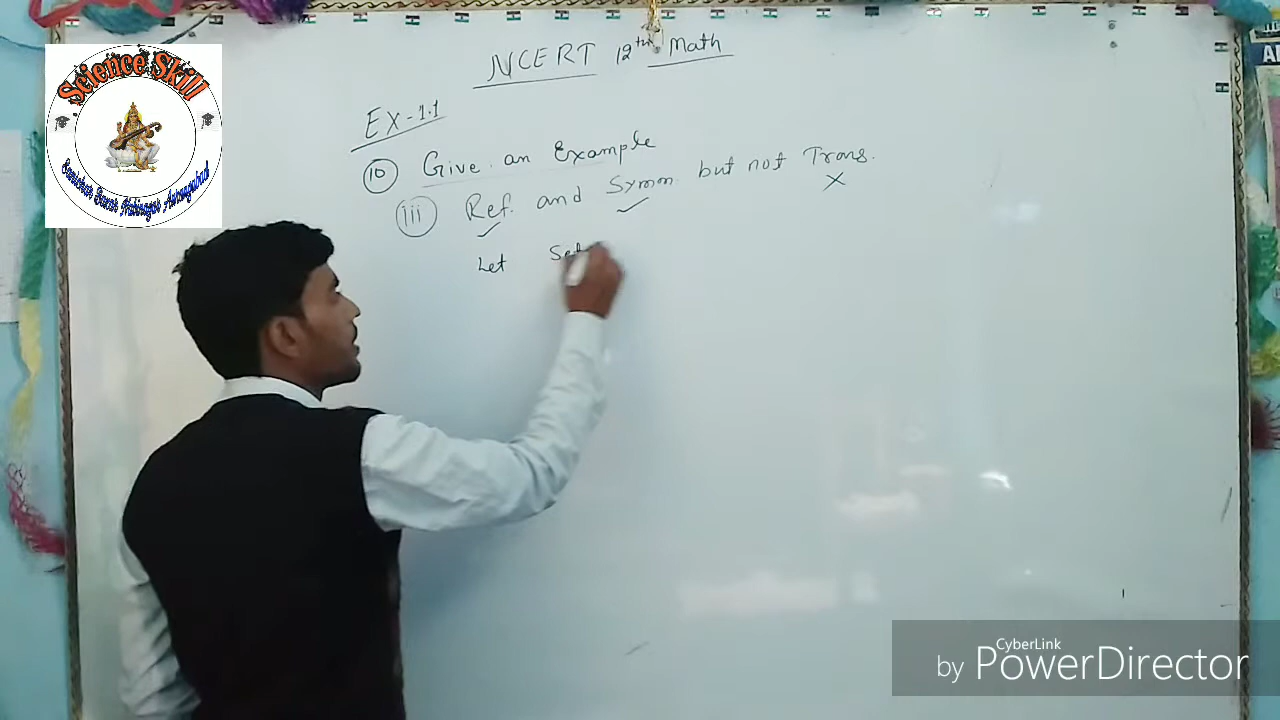 Science Skill
NCERT 12th Math
EX-1.1
10 Give an Example
iii Ref. and Symm. but not Trans.
Let Set
CyberLink
by PowerDirector